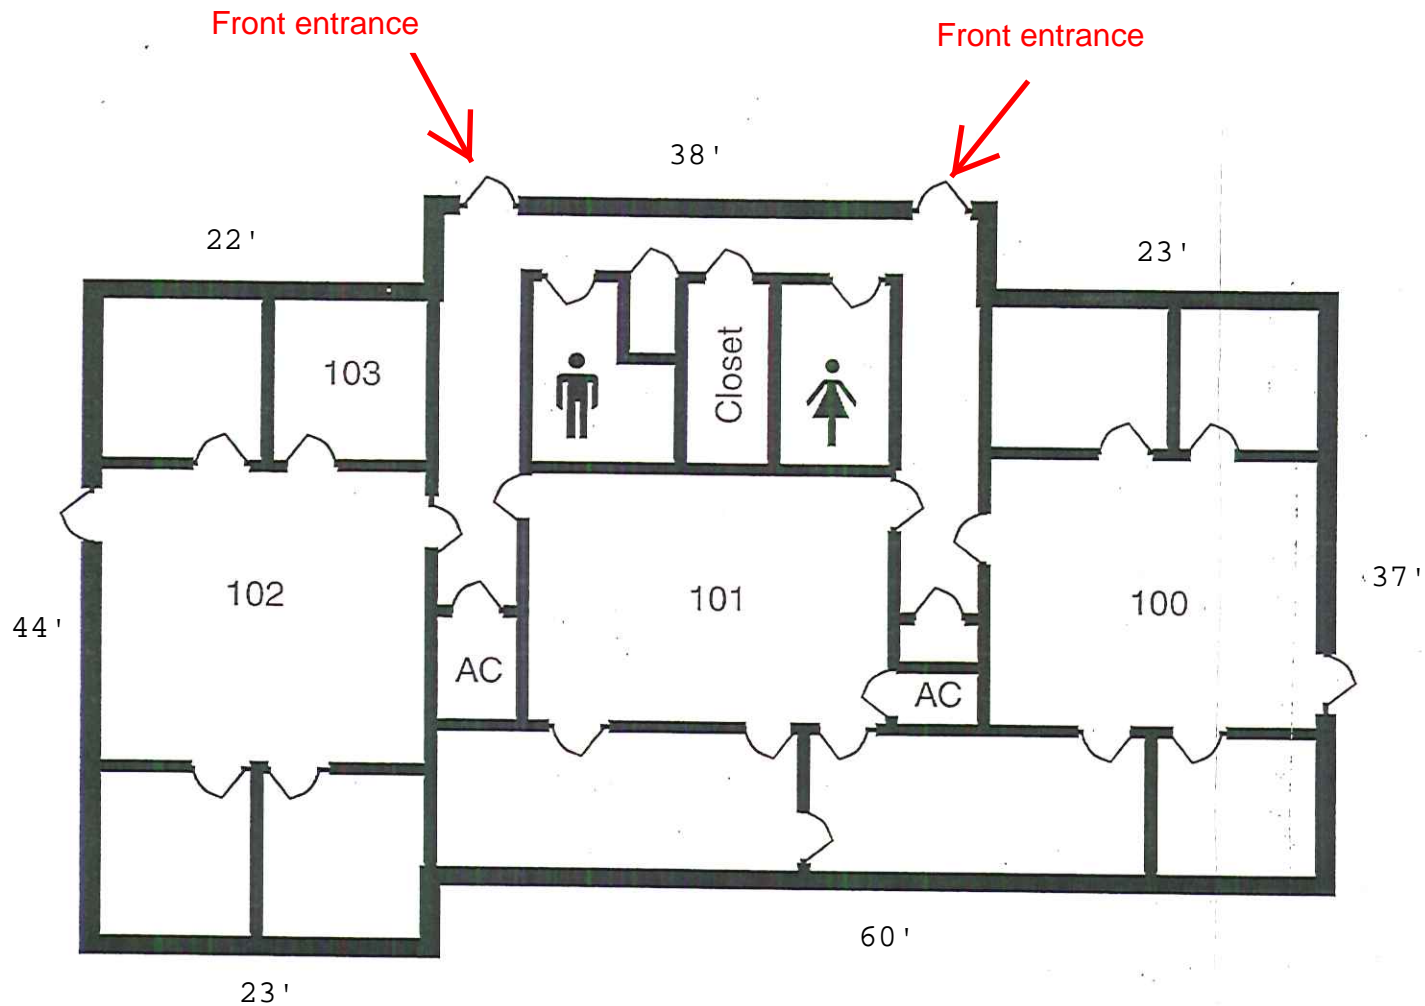 Front entrance
Front entrance
38'
22'
23'
103
Closet
102
101
100
37'
44'
AC
AC
60'
23'